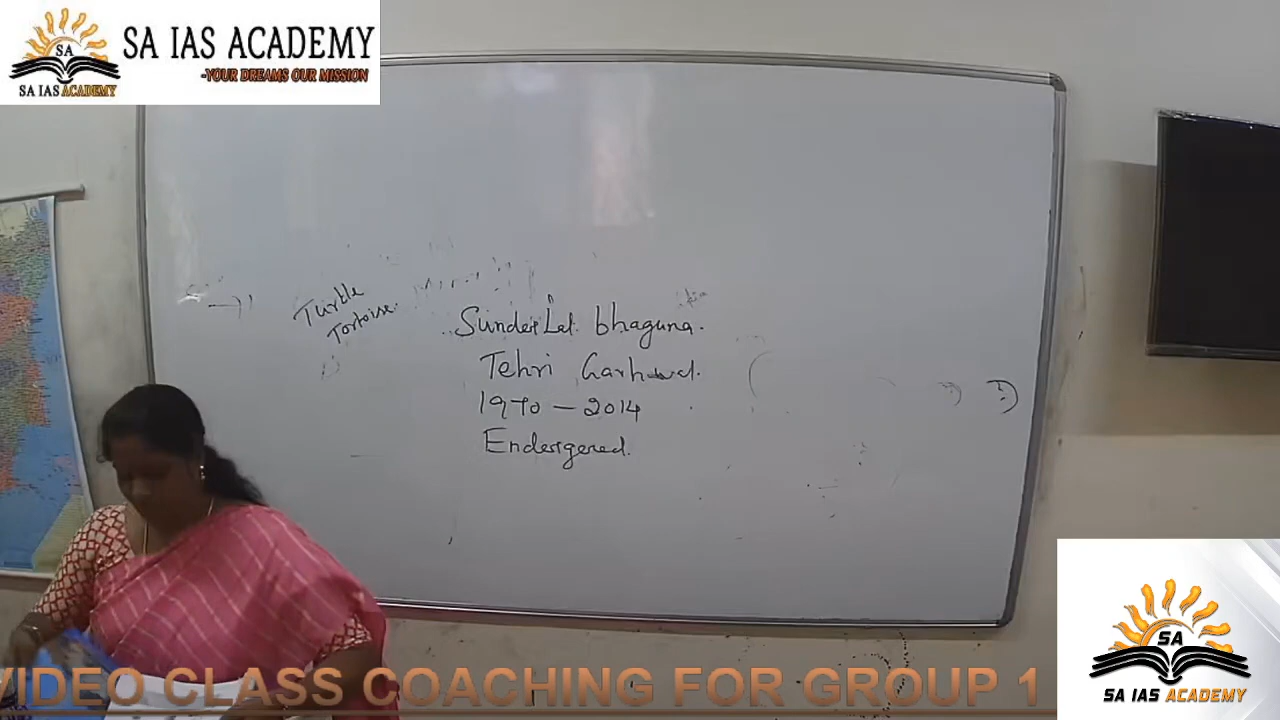 SA
SA IAS ACADEMY
SA IAS ACADEMY
-YOUR DREAMS OUR MISSION
Turtle
Tortoise.
SunderLal bhaguna.
Tehri Garhwal.
1970 – 2014
Endergered.
VIDEO CLASS COACHING FOR GROUP 1
SA
SA IAS ACADEMY